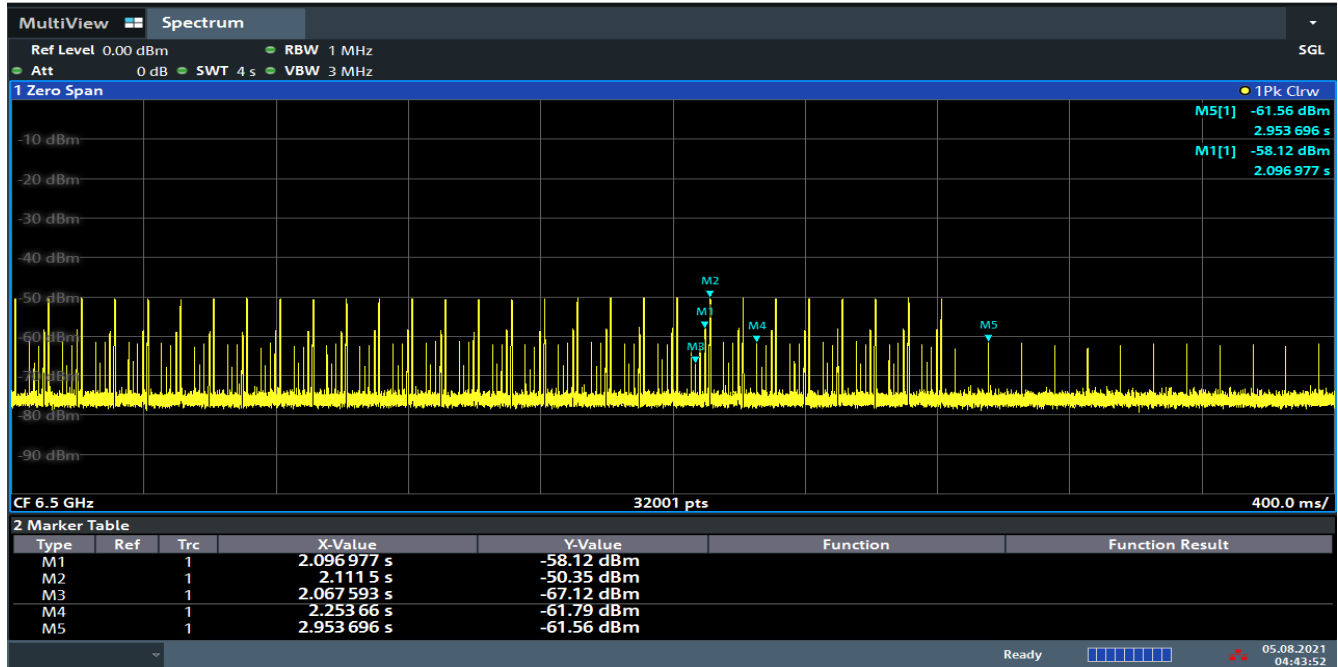 MultiView Spectrum
Ref Level 0.00 dBm RBW 1 MHz SGL
Att 0 dB SWT 4 s VBW 3 MHz
1 Zero Span 1Pk Clrw
M5[1] -61.56 dBm
2.953 696 s
M1[1] -58.12 dBm
2.096 977 s
-10 dBm
-20 dBm
-30 dBm
-40 dBm
M2
-50 dBm
M1
M4
M5
-60 dBm
M3
-70 dBm
-80 dBm
-90 dBm
CF 6.5 GHz 32001 pts 400.0 ms/
2 Marker Table
Type Ref Trc X-Value Y-Value Function Function Result
M1 1 2.096 977 s -58.12 dBm
M2 1 2.111 5 s -50.35 dBm
M3 1 2.067 593 s -67.12 dBm
M4 1 2.253 66 s -61.79 dBm
M5 1 2.953 696 s -61.56 dBm
Ready 05.08.2021
04:43:52